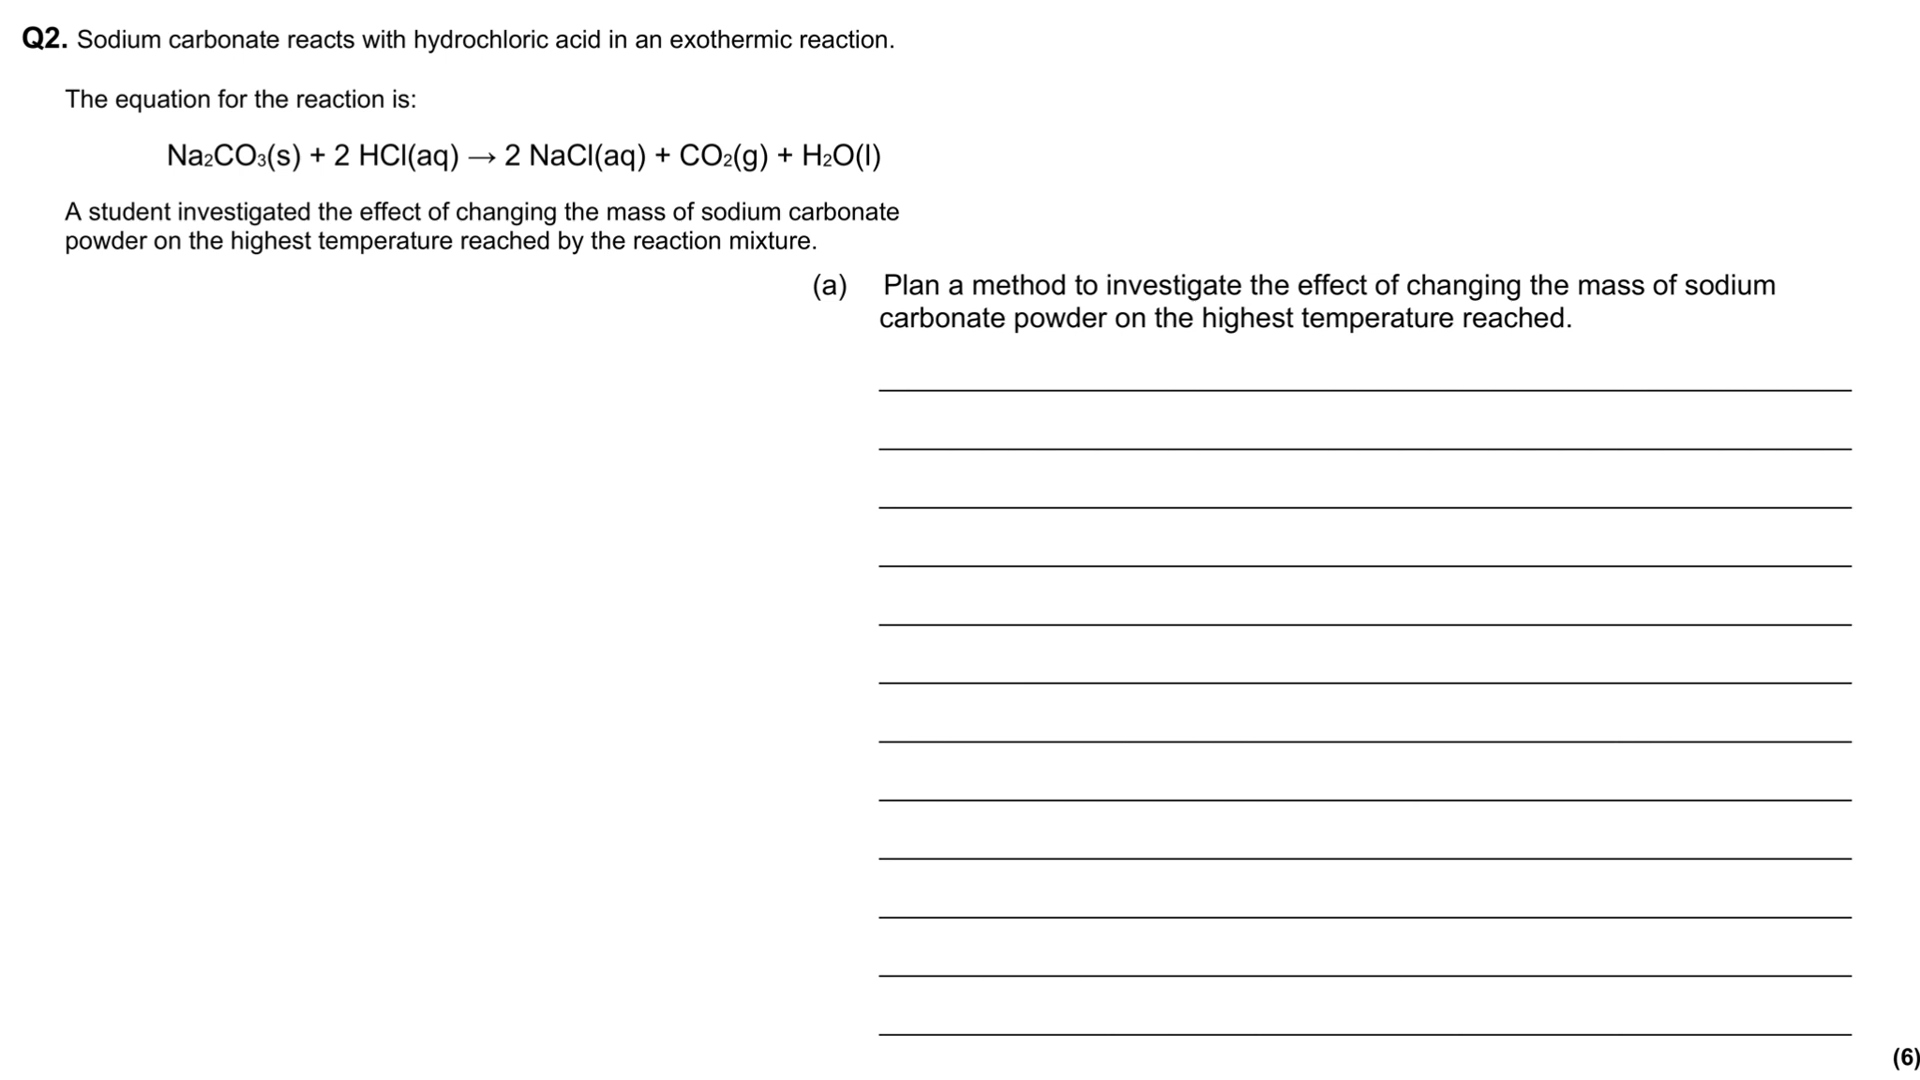 Q2. Sodium carbonate reacts with hydrochloric acid in an exothermic reaction.
The equation for the reaction is:
Na₂CO₃(s) + 2 HCl(aq) → 2 NaCl(aq) + CO₂(g) + H₂O(l)
A student investigated the effect of changing the mass of sodium carbonate
powder on the highest temperature reached by the reaction mixture.
(a) Plan a method to investigate the effect of changing the mass of sodium
carbonate powder on the highest temperature reached.
(6)